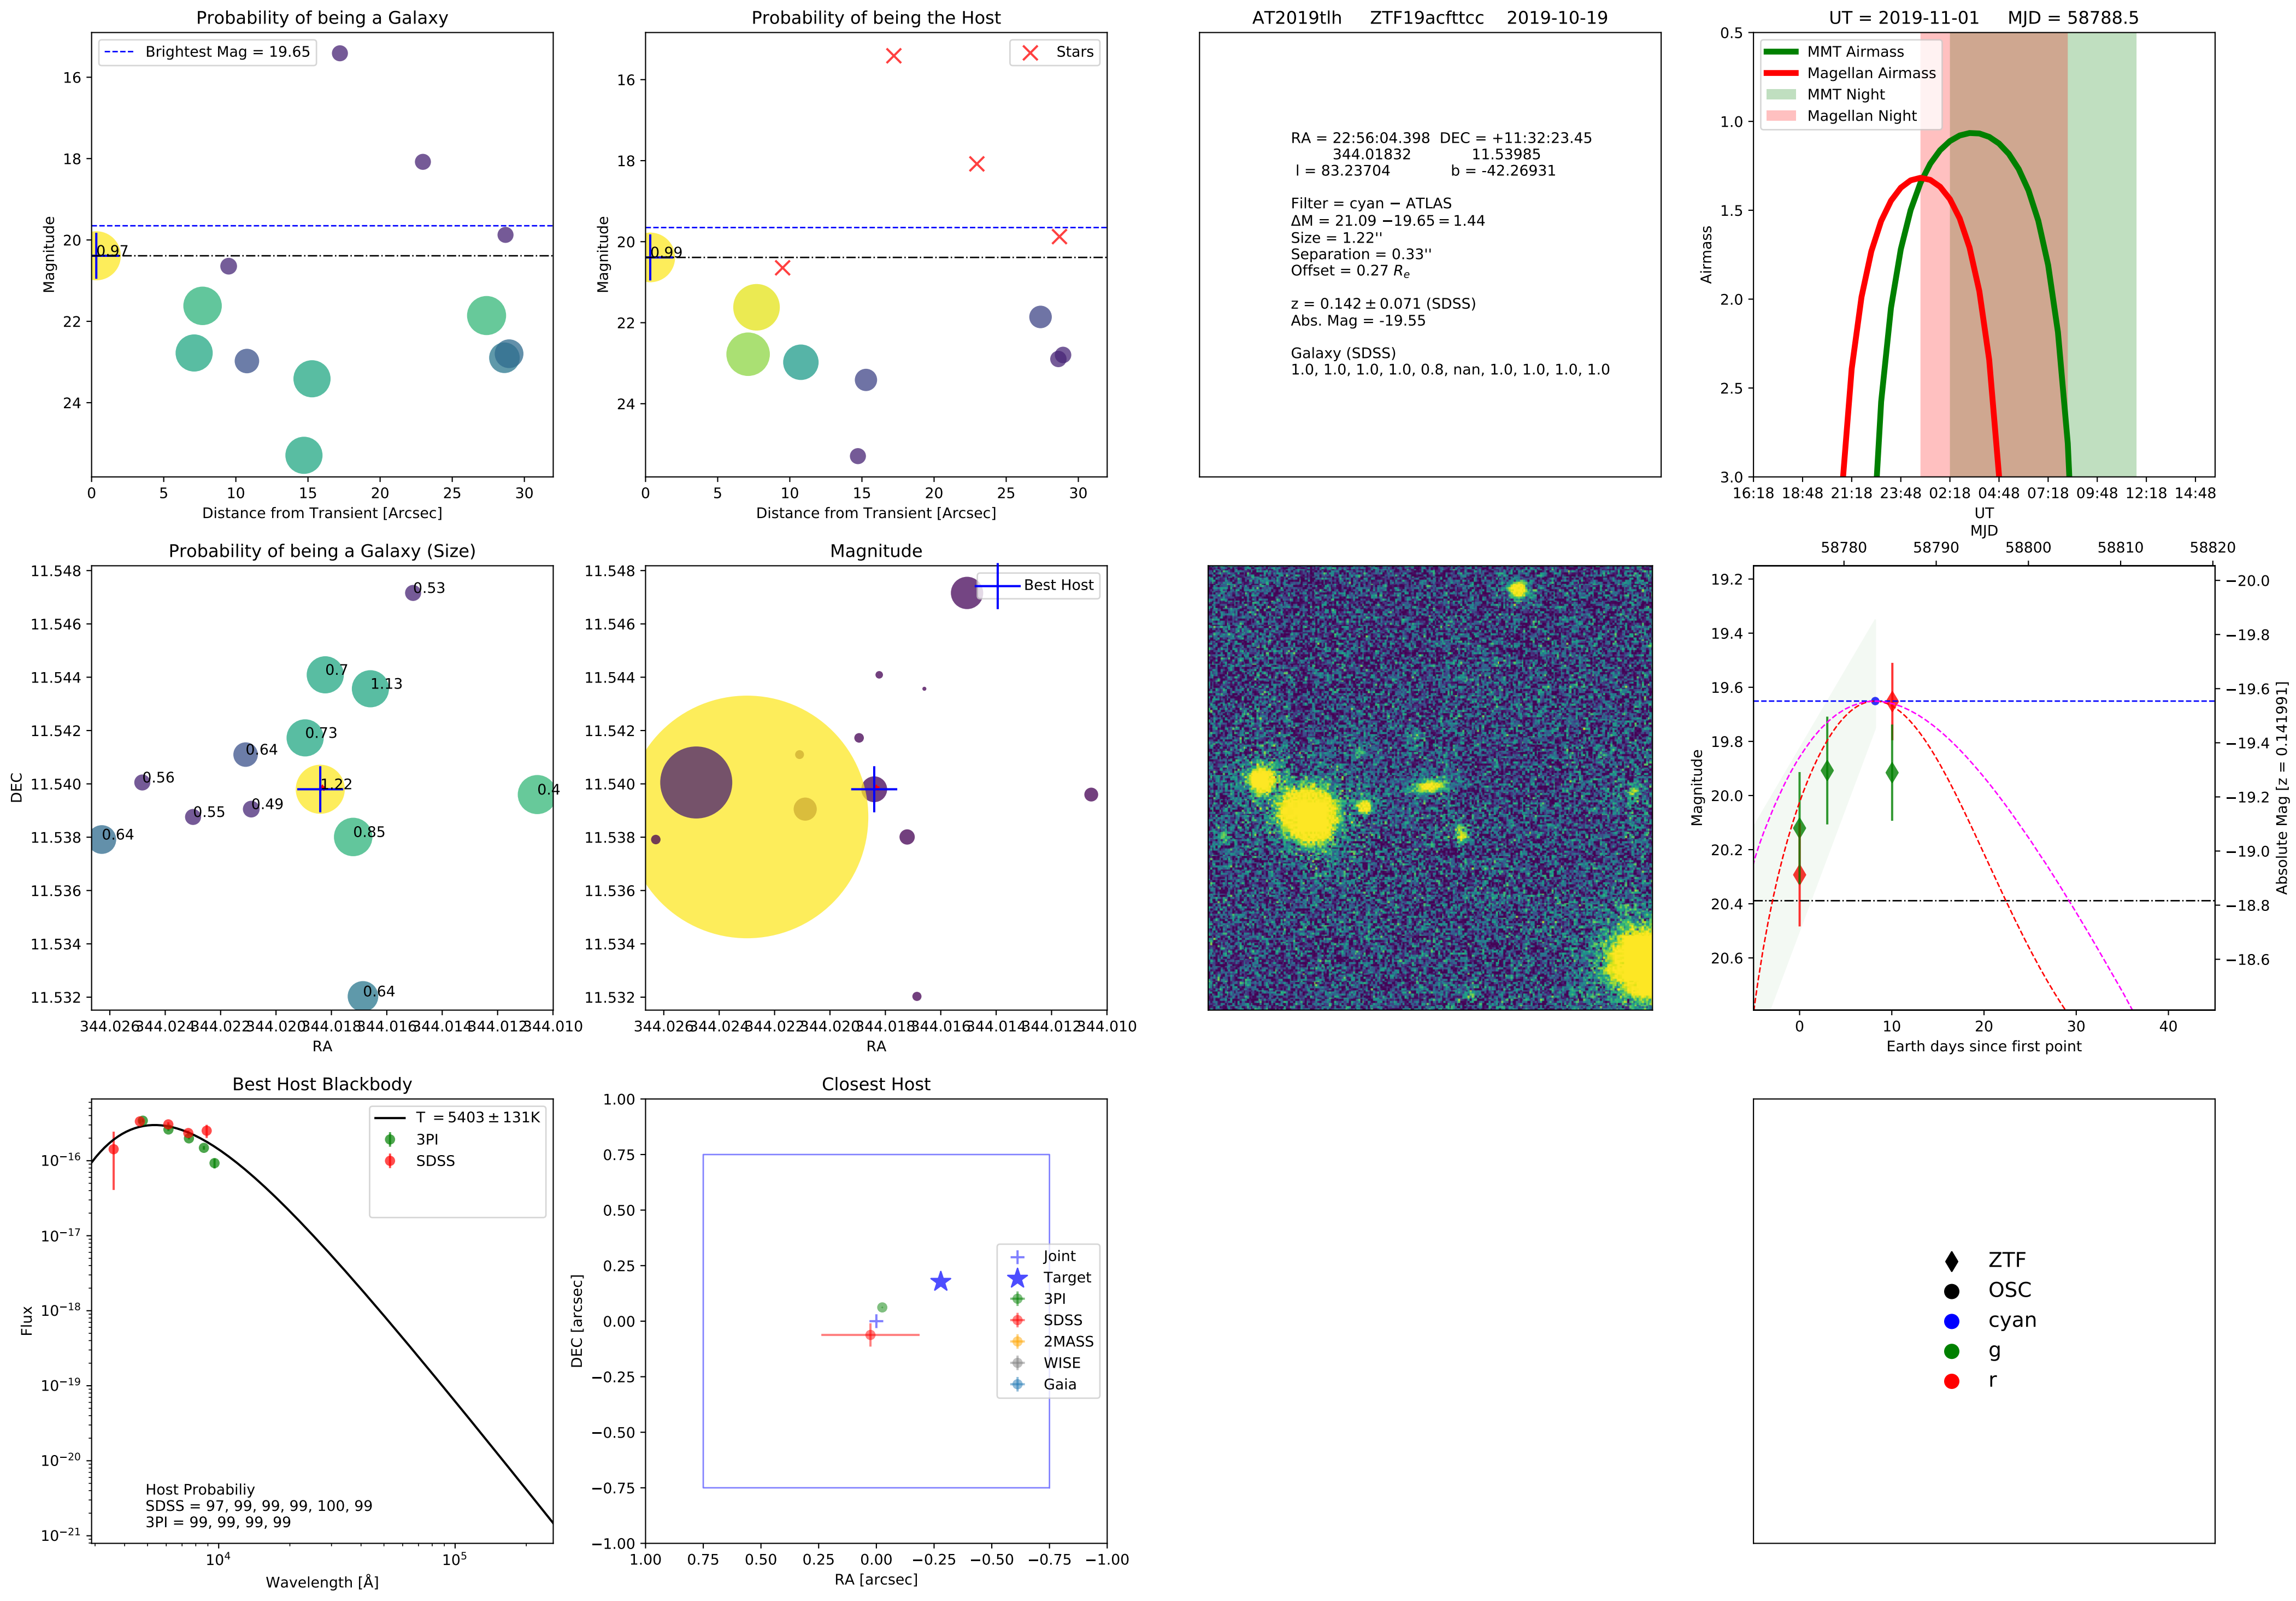 Probability of being a Galaxy
Brightest Mag = 19.65
0.97
16
18
20
22
24
Magnitude
0 5 10 15 20 25 30
Distance from Transient [Arcsec]
Probability of being the Host
Stars
0.99
16
18
20
22
24
Magnitude
0 5 10 15 20 25 30
Distance from Transient [Arcsec]
AT2019tlh ZTF19acfttcc 2019-10-19
RA = 22:56:04.398 DEC = +11:32:23.45
344.01832 11.53985
l = 83.23704 b = -42.26931
Filter = cyan − ATLAS
ΔM = 21.09 −19.65 = 1.44
Size = 1.22''
Separation = 0.33''
Offset = 0.27 Re
z = 0.142 ± 0.071 (SDSS)
Abs. Mag = -19.55
Galaxy (SDSS)
1.0, 1.0, 1.0, 1.0, 0.8, nan, 1.0, 1.0, 1.0, 1.0
UT = 2019-11-01 MJD = 58788.5
MMT Airmass
Magellan Airmass
MMT Night
Magellan Night
0.5
1.0
1.5
2.0
2.5
3.0
Airmass
16:18 18:48 21:18 23:48 02:18 04:48 07:18 09:48 12:18 14:48
UT
Probability of being a Galaxy (Size)
11.548
11.546
11.544
11.542
11.540
11.538
11.536
11.534
11.532
DEC
0.53
0.7
1.13
0.73
0.64
0.56
1.22
0.4
0.49
0.55
0.85
0.64
0.64
344.026 344.024 344.022 344.020 344.018 344.016 344.014 344.012 344.010
RA
Magnitude
Best Host
11.548
11.546
11.544
11.542
11.540
11.538
11.536
11.534
11.532
344.026 344.024 344.022 344.020 344.018 344.016 344.014 344.012 344.010
RA
MJD
58780 58790 58800 58810 58820
19.2
19.4
19.6
19.8
20.0
20.2
20.4
20.6
Magnitude
−20.0
−19.8
−19.6
−19.4
−19.2
−19.0
−18.8
−18.6
Absolute Mag [z = 0.141991]
0 10 20 30 40
Earth days since first point
Best Host Blackbody
T = 5403 ± 131K
3PI
SDSS
10−16
10−17
10−18
10−19
10−20
10−21
Flux
Host Probabiliy
SDSS = 97, 99, 99, 99, 100, 99
3PI = 99, 99, 99, 99
104 105
Wavelength [Å]
Closest Host
1.00
0.75
0.50
0.25
0.00
−0.25
−0.50
−0.75
−1.00
DEC [arcsec]
Joint
Target
3PI
SDSS
2MASS
WISE
Gaia
1.00 0.75 0.50 0.25 0.00 −0.25 −0.50 −0.75 −1.00
RA [arcsec]
ZTF
OSC
cyan
g
r